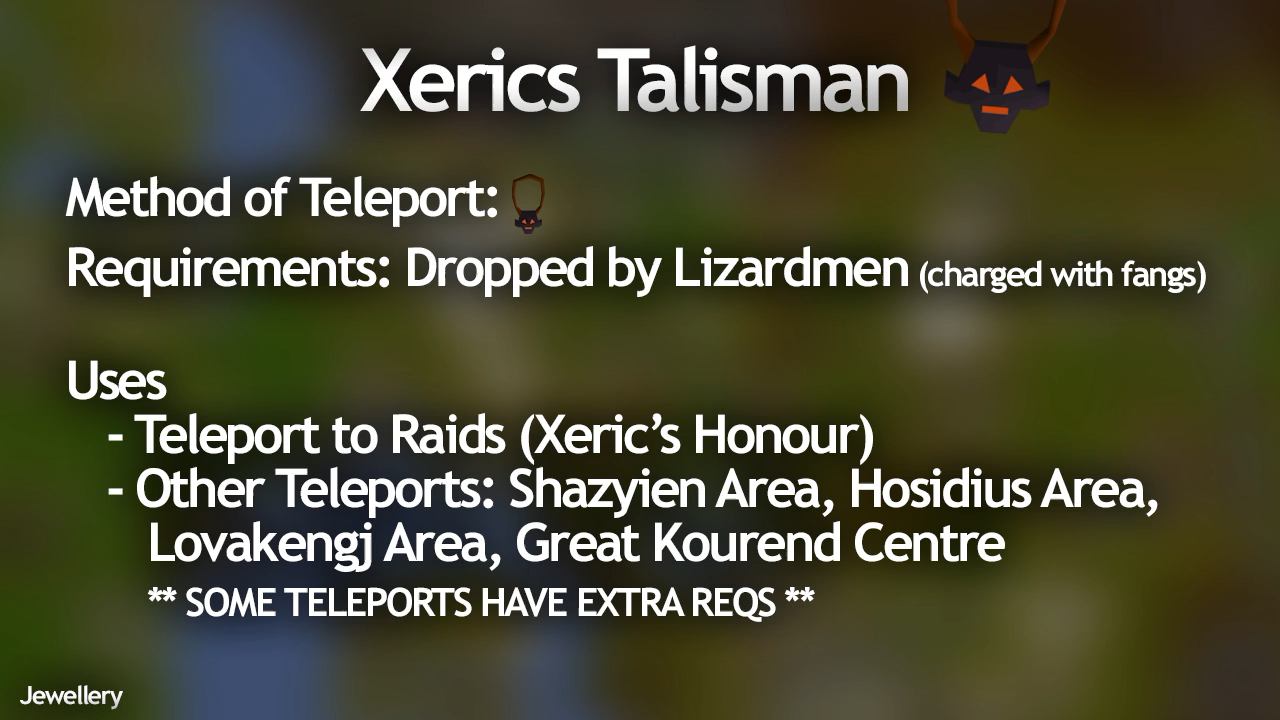 Xerics Talisman
Method of Teleport:
Requirements: Dropped by Lizardmen (charged with fangs)
Uses
- Teleport to Raids (Xeric’s Honour)
- Other Teleports: Shazyien Area, Hosidius Area,
Lovakengj Area, Great Kourend Centre
** SOME TELEPORTS HAVE EXTRA REQS **
Jewellery